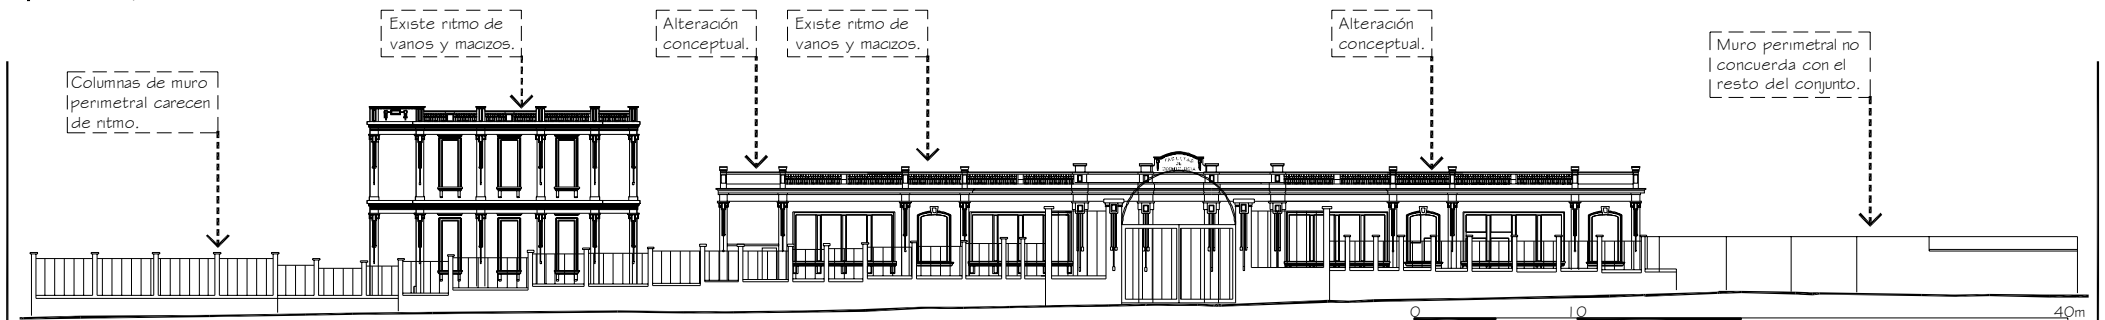 Existe ritmo de
vanos y macizos.
Alteración
conceptual.
Existe ritmo de
vanos y macizos.
Alteración
conceptual.
Muro perimetral no
concuerda con el
resto del conjunto.
Columnas de muro
perimetral carecen
de ritmo.
0 10 40m